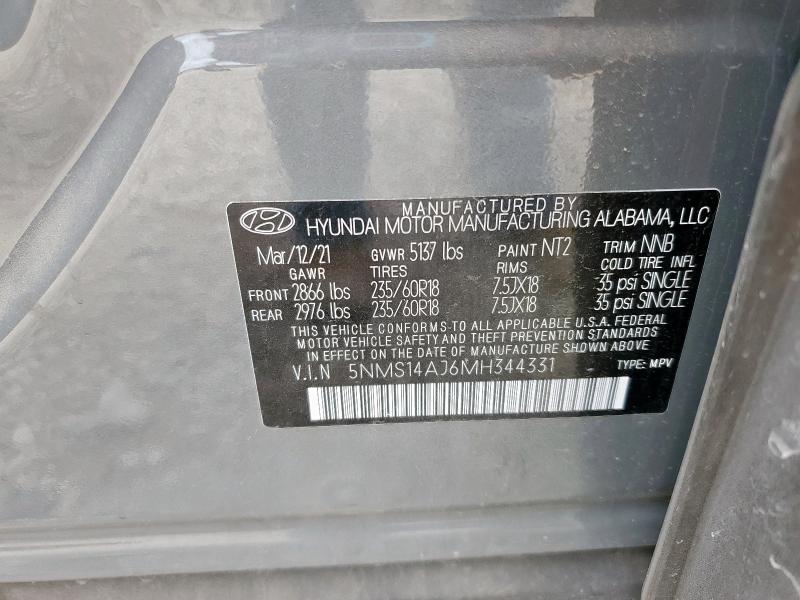 MANUFACTURED BY
HYUNDAI MOTOR MANUFACTURING ALABAMA, LLC
Mar/12/21 GVWR 5137 lbs PAINT NT2 TRIM NNB
GAWR TIRES RIMS COLD TIRE INFL
FRONT 2866 lbs 235/60R18 7.5JX18 35 psi SINGLE
REAR 2976 lbs 235/60R18 7.5JX18 35 psi SINGLE
THIS VEHICLE CONFORMS TO ALL APPLICABLE U.S.A. FEDERAL
MOTOR VEHICLE SAFETY AND THEFT PREVENTION STANDARDS
IN EFFECT ON THE DATE OF MANUFACTURE SHOWN ABOVE
V.I.N 5NMS14AJ6MH344331 TYPE: MPV